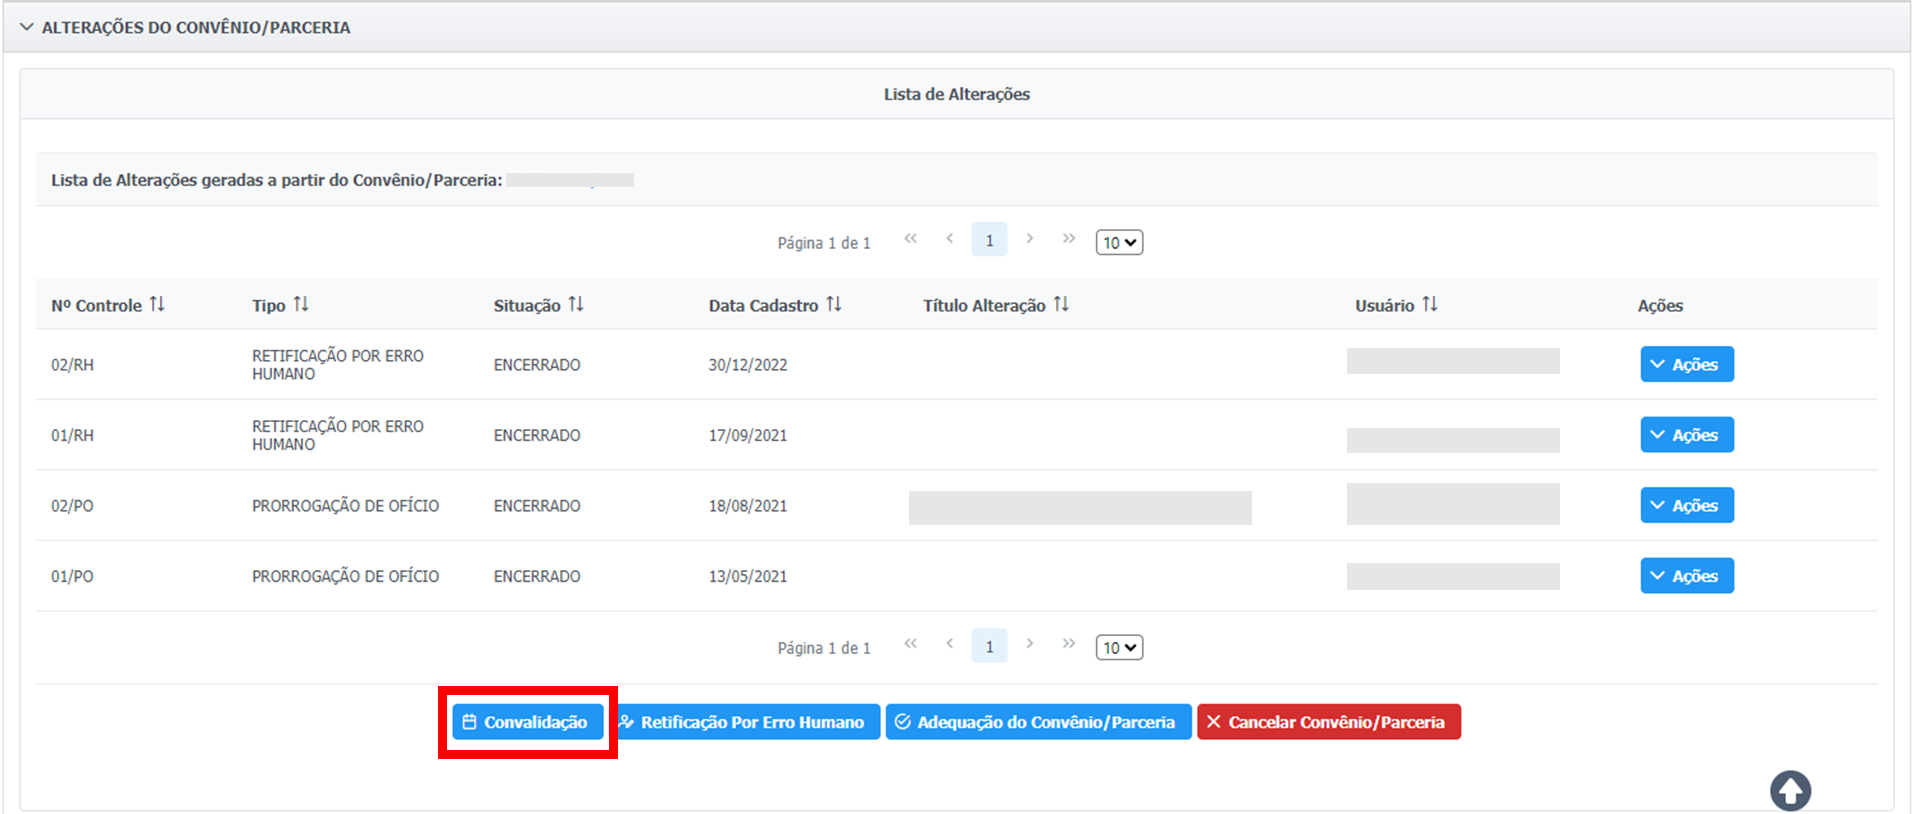 ALTERAÇÕES DO CONVÊNIO/PARCERIA
Lista de Alterações
Lista de Alterações geradas a partir do Convênio/Parceria:
Página 1 de 1 « ‹ 1 › » 10
Nº Controle Tipo Situação Data Cadastro Título Alteração Usuário Ações
02/RH RETIFICAÇÃO POR ERRO HUMANO ENCERRADO 30/12/2022 Ações
01/RH RETIFICAÇÃO POR ERRO HUMANO ENCERRADO 17/09/2021 Ações
02/PO PRORROGAÇÃO DE OFÍCIO ENCERRADO 18/08/2021 Ações
01/PO PRORROGAÇÃO DE OFÍCIO ENCERRADO 13/05/2021 Ações
Página 1 de 1 « ‹ 1 › » 10
Convalidação Retificação Por Erro Humano Adequação do Convênio/Parceria Cancelar Convênio/Parceria